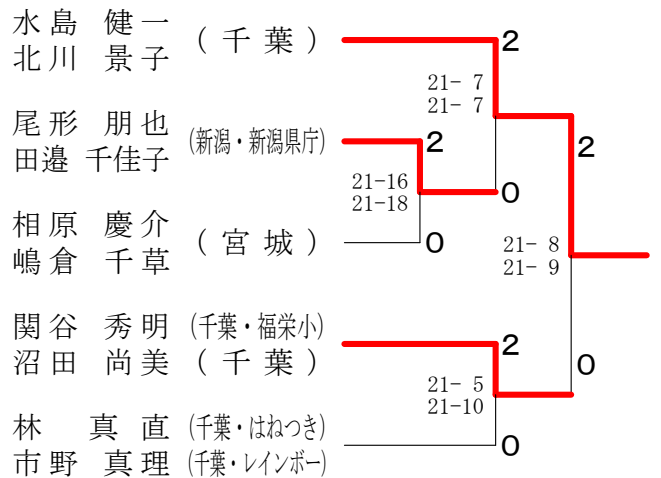 水島 健一
北川 景子
(千葉)
2
21- 7
21- 7
尾形 朋也
田邉 千佳子
(新潟・新潟県庁)
2
0
2
21-16
21-18
相原 慶介
嶋倉 千草
(宮城)
0
21- 8
21- 9
関谷 秀明 (千葉・福栄小)
沼田 尚美 (千葉)
2
0
21- 5
21-10
林 真直 (千葉・はねつき)
市野 真理 (千葉・レインボー)
0